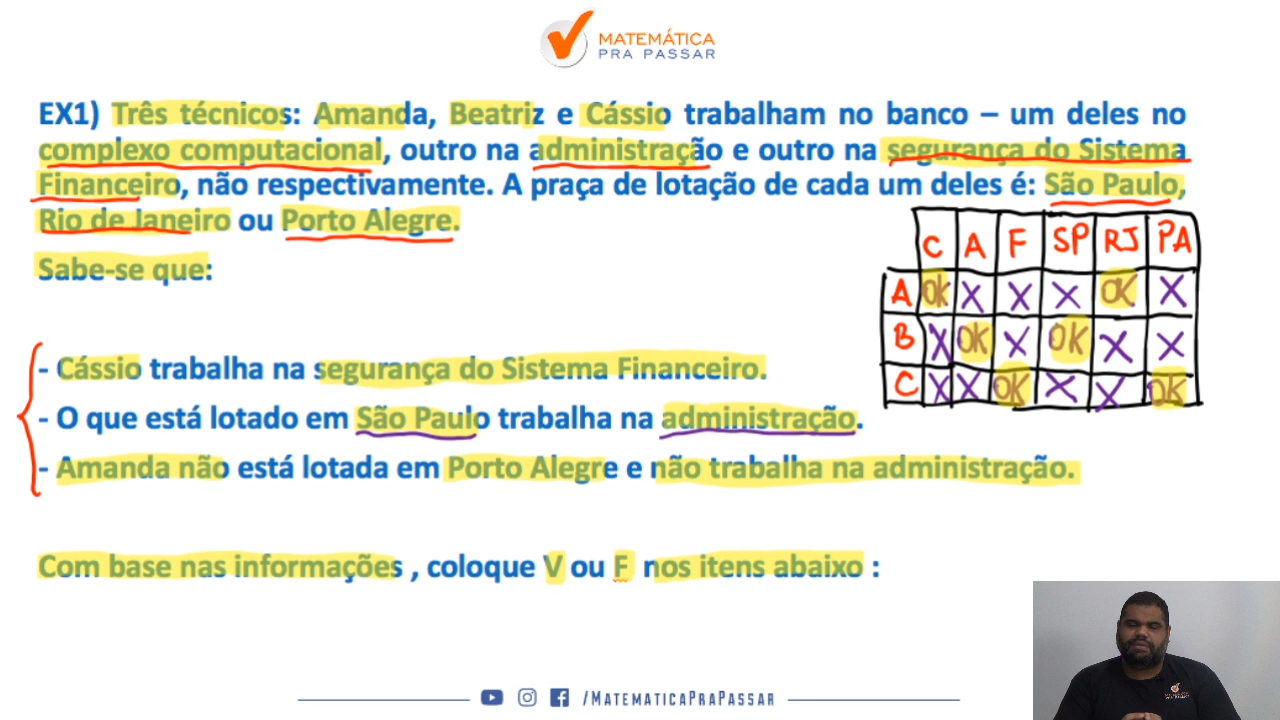 MATEMÁTICA
PRA PASSAR
EX1) Três técnicos: Amanda, Beatriz e Cássio trabalham no banco – um deles no
complexo computacional, outro na administração e outro na segurança do Sistema
Financeiro, não respectivamente. A praça de lotação de cada um deles é: São Paulo,
Rio de Janeiro ou Porto Alegre.
Sabe-se que:
C A F SP RJ PA
A OK X X X OK X
B X OK X OK X X
C X X OK X X OK
- Cássio trabalha na segurança do Sistema Financeiro.
- O que está lotado em São Paulo trabalha na administração.
- Amanda não está lotada em Porto Alegre e não trabalha na administração.
Com base nas informações , coloque V ou F nos itens abaixo :
/MATEMATICAPRAPASSAR